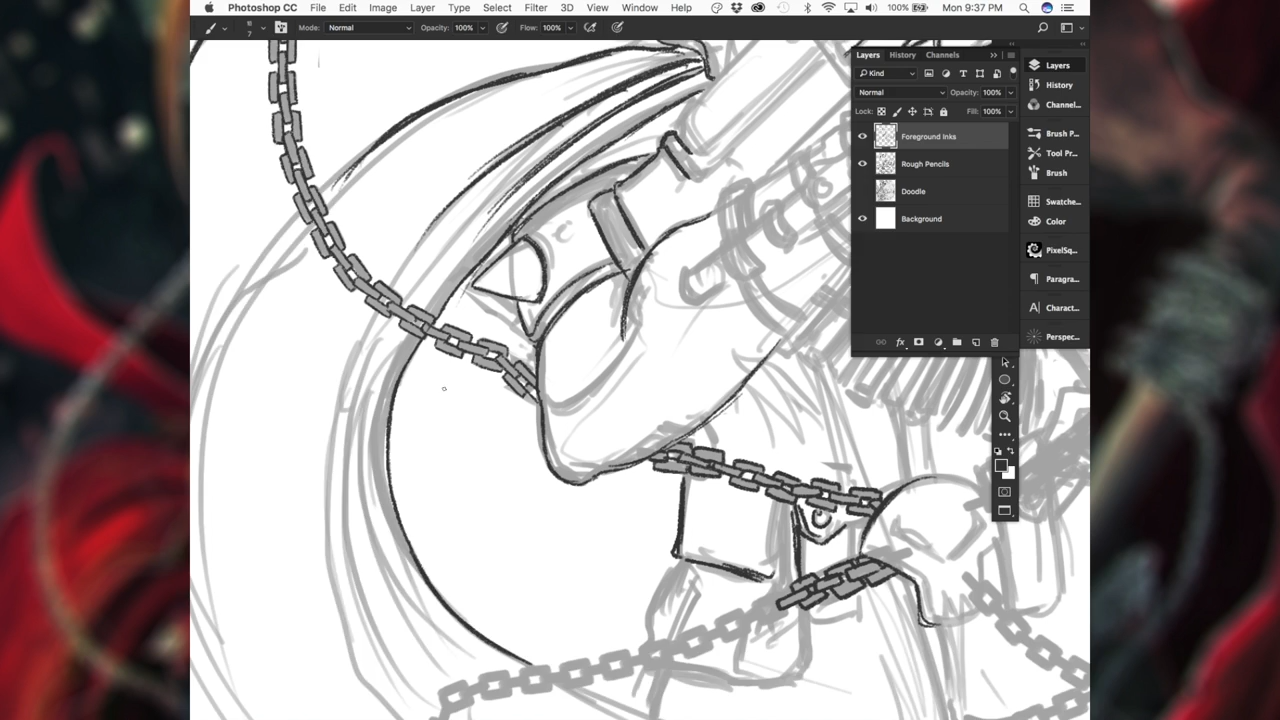 Photoshop CC File Edit Image Layer Type Select Filter 3D View Window Help 100% Mon 9:37 PM
7 Mode: Normal Opacity: 100% Flow: 100%
Layers History Channels
Kind
Normal Opacity: 100%
Lock: Fill: 100%
Foreground Inks
Rough Pencils
Doodle
Background
Layers
History
Channel...
Brush P...
Tool Pr...
Brush
Swatche...
Color
PixelSq...
Paragra...
Charact...
Perspec...